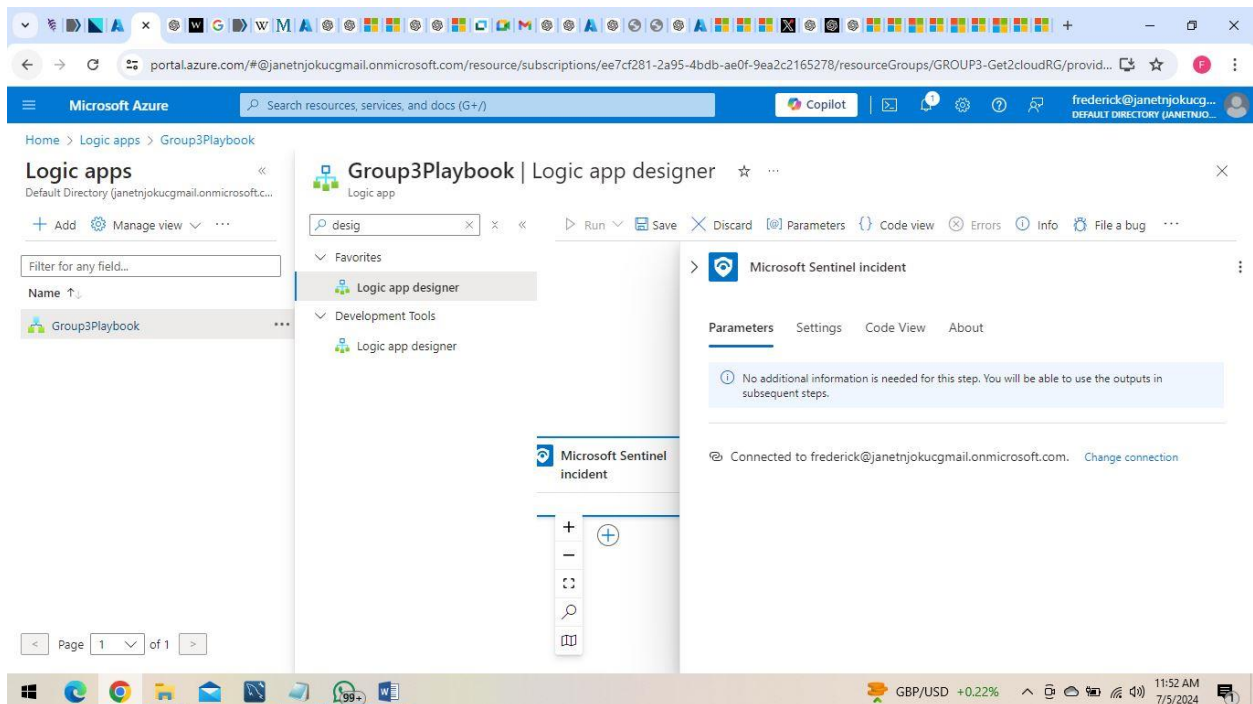 portal.azure.com/#@janetnjokucgmail.onmicrosoft.com/resource/subscriptions/ee7cf281-2a95-4bdb-ae0f-9ea2c2165278/resourceGroups/GROUP3-Get2cloudRG/provid...
Microsoft Azure
Search resources, services, and docs (G+/)
Copilot
1
frederick@janetnjokucg...
DEFAULT DIRECTORY (JANETNJO...
Home > Logic apps > Group3Playbook
Logic apps
Default Directory (janetnjokucgmail.onmicrosoft.c...
+ Add
Manage view
Filter for any field...
Name
Group3Playbook
Page 1 of 1
Group3Playbook | Logic app designer
Logic app
desig
Favorites
Logic app designer
Development Tools
Logic app designer
Run Save Discard Parameters Code view Errors Info File a bug
Microsoft Sentinel
incident
Microsoft Sentinel incident
Parameters Settings Code View About
No additional information is needed for this step. You will be able to use the outputs in
subsequent steps.
Connected to frederick@janetnjokucgmail.onmicrosoft.com. Change connection
99+
GBP/USD +0.22%
11:52 AM
7/5/2024